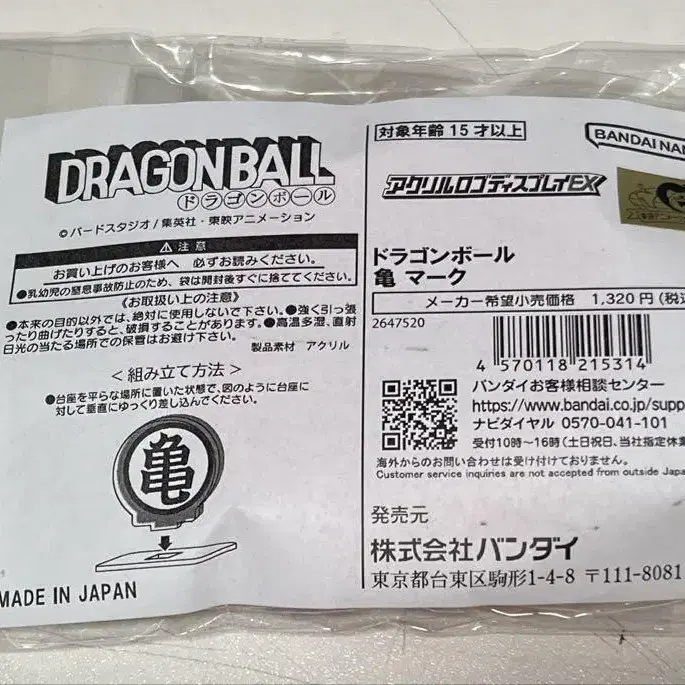 DRAGON BALL
ドラゴンボール
©バードスタジオ/集英社・東映アニメーション
⚠注意
お買い上げのお客様へ 必ずお読みください。
●乳幼児の窒息事故防止のため、袋は開封後すぐに捨ててください。
《お取扱い上の注意》
●本来の目的以外では、絶対に使用しないで下さい。●強く引っ張
ったり曲げたりすると、破損することがあります。●高温多湿、直射
日光の当たる場所での保管はお避け下さい。
製品素材 アクリル
<組み立て方法>
●台座を平らな場所に置いた状態で、図のように台座に
対して垂直にゆっくり差し込んでください。
亀
MADE IN JAPAN
対象年齢15才以上
BANDAI NAM
アクリルロゴディスプレイEX
ドラゴンボール
亀 マーク
メーカー希望小売価格 1,320円(税込
2647520
4 570118 215314
バンダイお客様相談センター
https://www.bandai.co.jp/supp
ナビダイヤル 0570-041-101
受付10時〜16時(土日祝日、当社指定休業
海外からのお問い合わせは受け付けておりません。
Customer service inquiries are not accepted from outside Japa
発売元
株式会社バンダイ
東京都台東区駒形1-4-8 〒111-8081